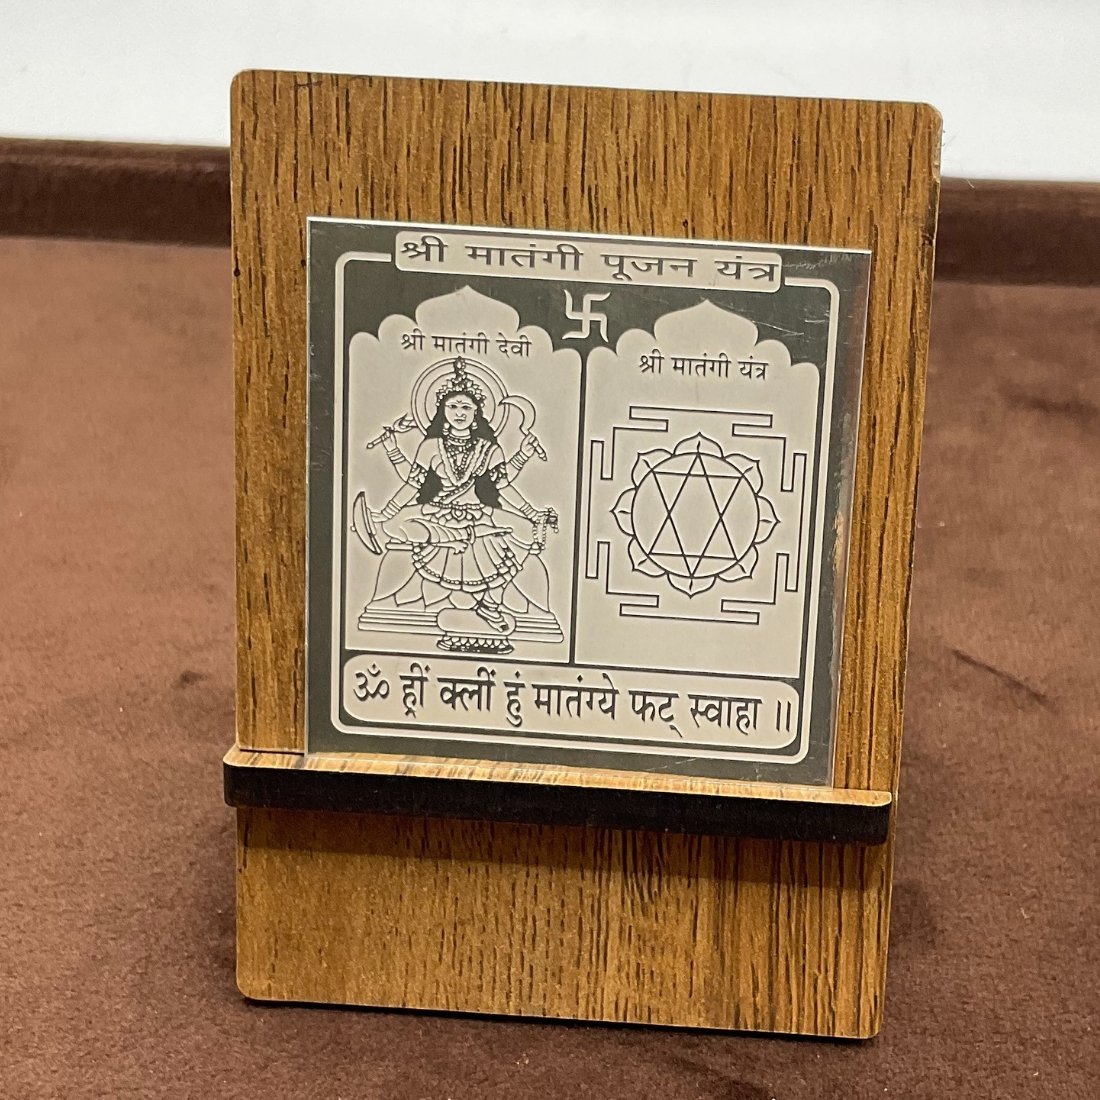 श्री मातंगी पूजन यंत्र
श्री मातंगी देवी
श्री मातंगी यंत्र
ॐ ह्रीं क्लीं हुं मातंग्ये फट् स्वाहा ॥